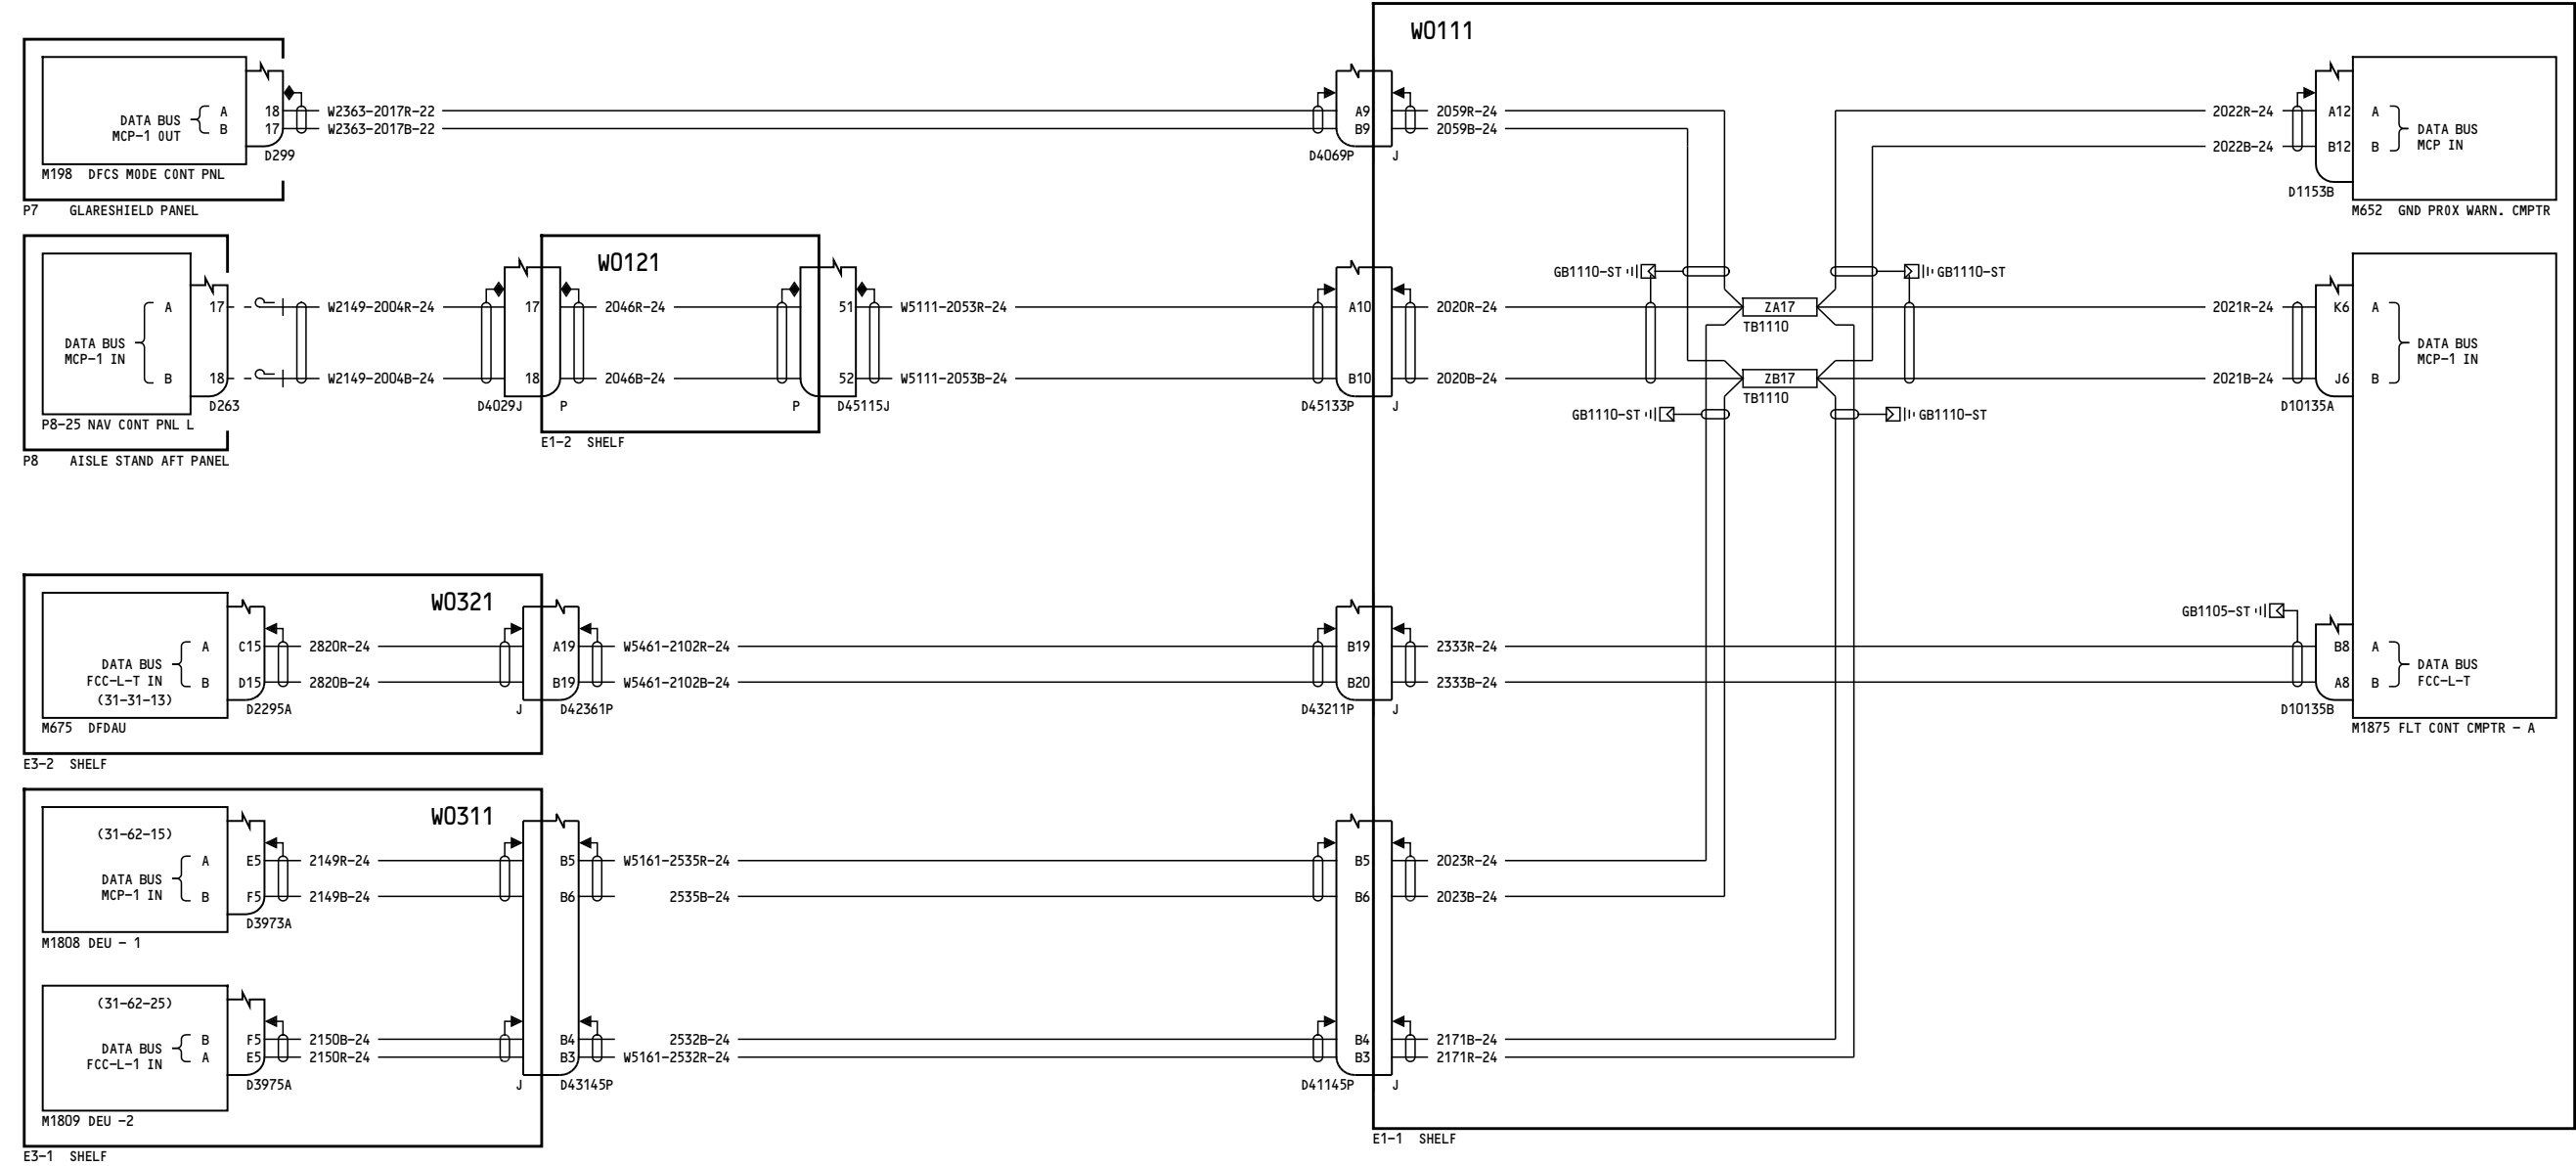 WO111
DATA BUS
MCP-1 OUT
A 18 W2363-2017R-22
B 17 W2363-2017B-22
D299
M198 DFCS MODE CONT PNL
P7 GLARESHIELD PANEL
A9 2059R-24
B9 2059B-24
D4069P J
2022R-24 A12 A
2022B-24 B12 B
DATA BUS
MCP IN
D1153B
M652 GND PROX WARN. CMPTR
WO121
DATA BUS
MCP-1 IN
A 17 W2149-2004R-24 17 2046R-24 51 W5111-2053R-24 A10 2020R-24
B 18 W2149-2004B-24 18 2046B-24 52 W5111-2053B-24 B10 2020B-24
D263 D4029J P P D45115J D45133P J
P8-25 NAV CONT PNL L
P8 AISLE STAND AFT PANEL
E1-2 SHELF
GB1110-ST GB1110-ST
ZA17
TB1110
ZB17
TB1110
GB1110-ST GB1110-ST
2021R-24 K6 A
2021B-24 J6 B
DATA BUS
MCP-1 IN
D10135A
WO321
DATA BUS
FCC-L-T IN
(31-31-13)
A C15 2820R-24 A19 W5461-2102R-24 B19 2333R-24
B D15 2820B-24 B19 W5461-2102B-24 B20 2333B-24
D2295A J D42361P D43211P J
M675 DFDAU
E3-2 SHELF
GB1105-ST
B8 A
A8 B
DATA BUS
FCC-L-T
D10135B
M1875 FLT CONT CMPTR - A
WO311
(31-62-15)
DATA BUS
MCP-1 IN
A E5 2149R-24 B5 W5161-2535R-24 B5 2023R-24
B F5 2149B-24 B6 2535B-24 B6 2023B-24
D3973A
M1808 DEU - 1
(31-62-25)
DATA BUS
FCC-L-1 IN
B F5 2150B-24 B4 2532B-24 B4 2171B-24
A E5 2150R-24 B3 W5161-2532R-24 B3 2171R-24
D3975A J D43145P D41145P J
M1809 DEU -2
E3-1 SHELF
E1-1 SHELF